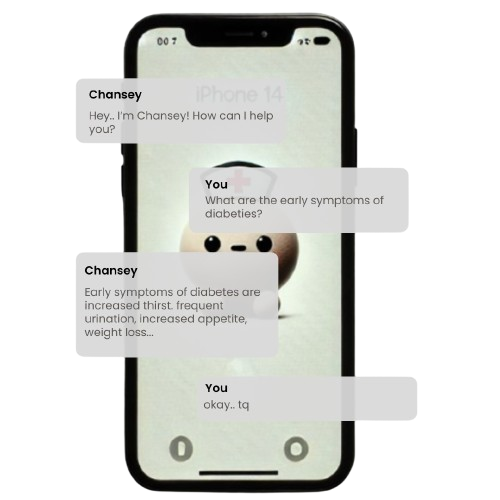 00 7
iPhone 14
Chansey
Hey.. I'm Chansey! How can I help
you?
You
What are the early symptoms of
diabeties?
Chansey
Early symptoms of diabetes are
increased thirst. frequent
urination, increased appetite,
weight loss...
You
okay.. tq